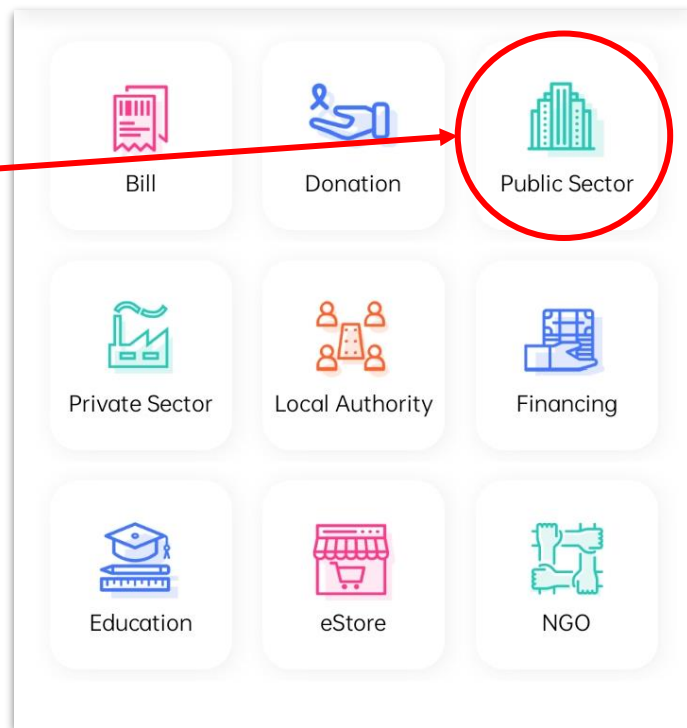 Bill
Donation
Public Sector
Private Sector
Local Authority
Financing
Education
eStore
NGO